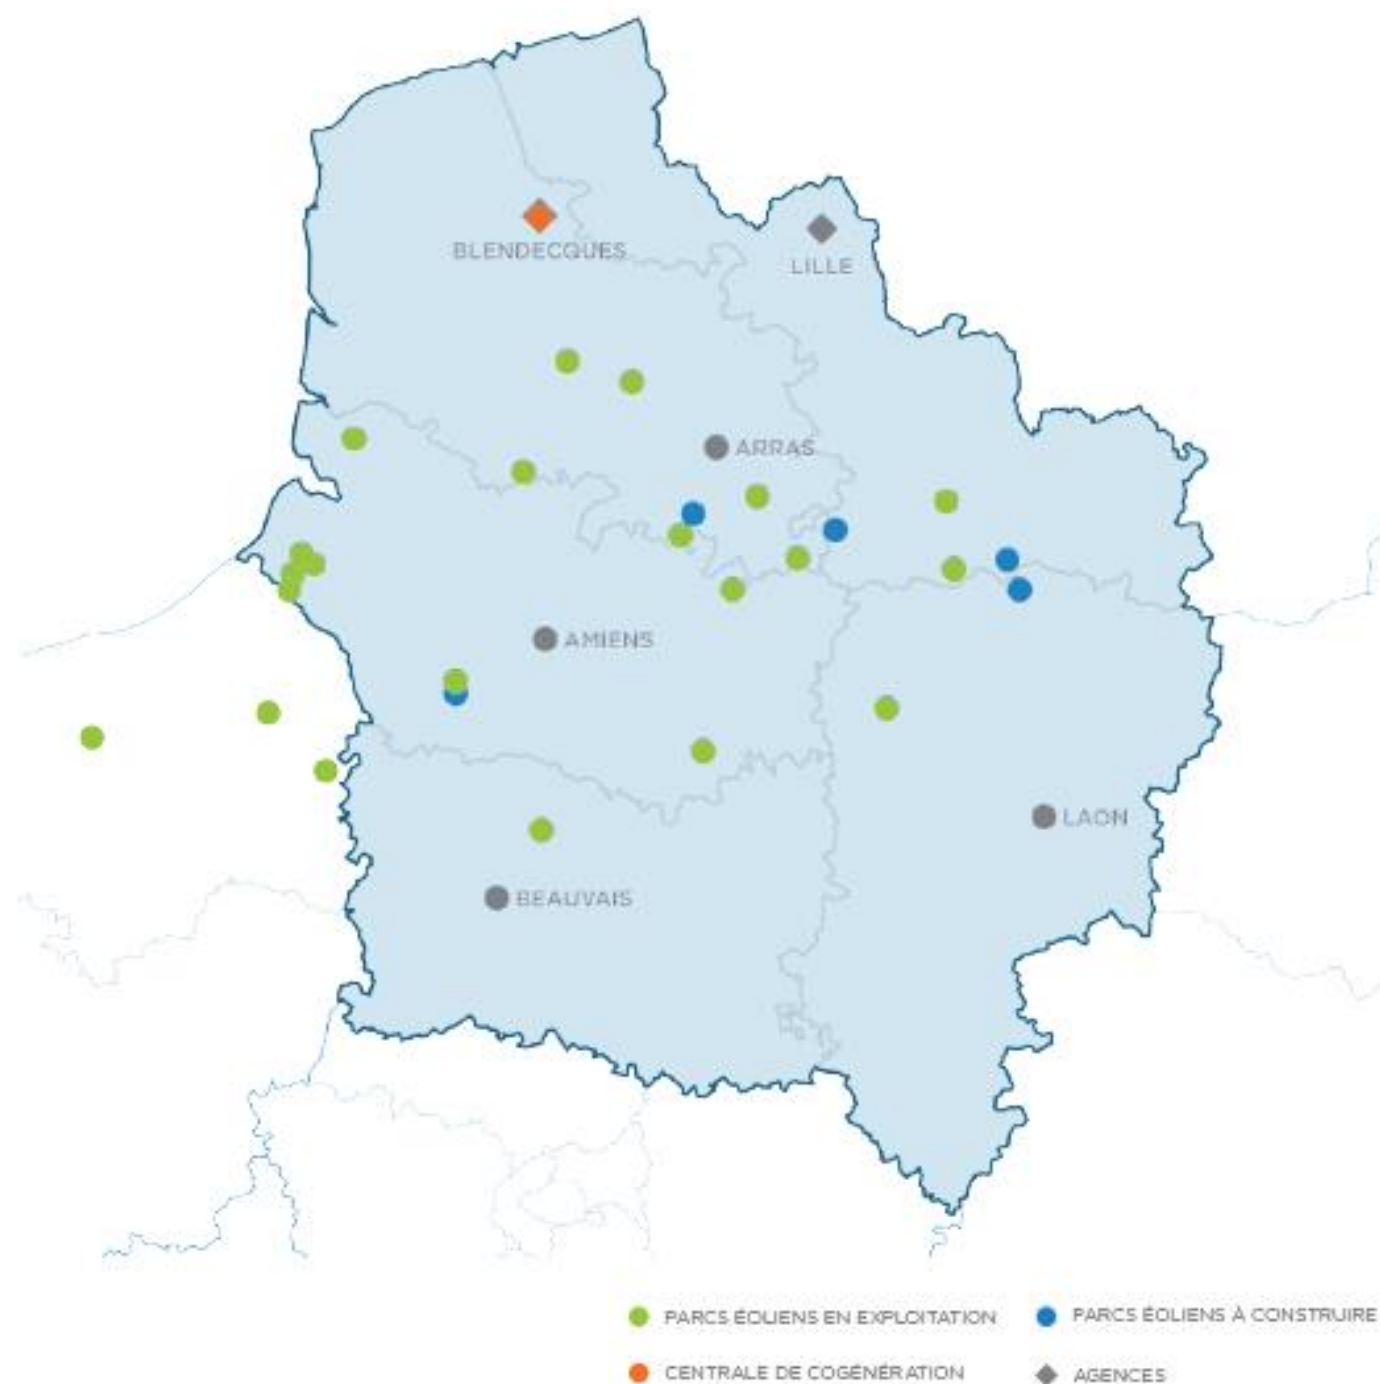 BLENDECQUES
LILLE
ARRAS
AMIENS
LAON
BEAUVAIS
PARCS ÉOLIENS EN EXPLOITATION
PARCS ÉOLIENS À CONSTRUIRE
CENTRALE DE COGÉNÉRATION
AGENCES